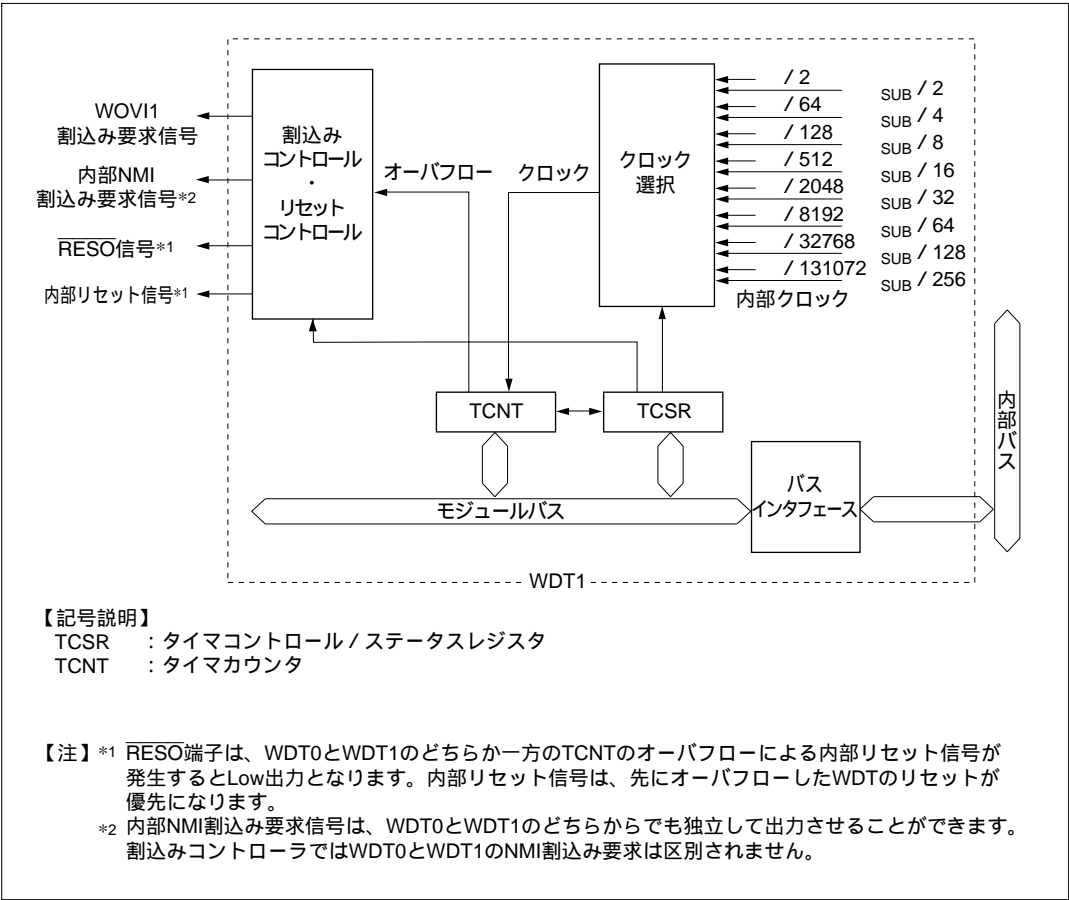 WOVI1
割込み要求信号
内部NMI
割込み要求信号*2
RESO信号*1
内部リセット信号*1
割込み
コントロール
・
リセット
コントロール
オーバフロー
クロック
クロック
選択
/ 2
/ 64
/ 128
/ 512
/ 2048
/ 8192
/ 32768
/ 131072
内部クロック
SUB / 2
SUB / 4
SUB / 8
SUB / 16
SUB / 32
SUB / 64
SUB / 128
SUB / 256
TCNT
TCSR
モジュールバス
バス
インタフェース
内部バス
WDT1
【記号説明】
TCSR : タイマコントロール / ステータスレジスタ
TCNT : タイマカウンタ
【注】*1 RESO端子は、WDT0とWDT1のどちらか一方のTCNTのオーバフローによる内部リセット信号が
発生するとLow出力となります。内部リセット信号は、先にオーバフローしたWDTのリセットが
優先になります。
*2 内部NMI割込み要求信号は、WDT0とWDT1のどちらからでも独立して出力させることができます。
割込みコントローラではWDT0とWDT1のNMI割込み要求は区別されません。